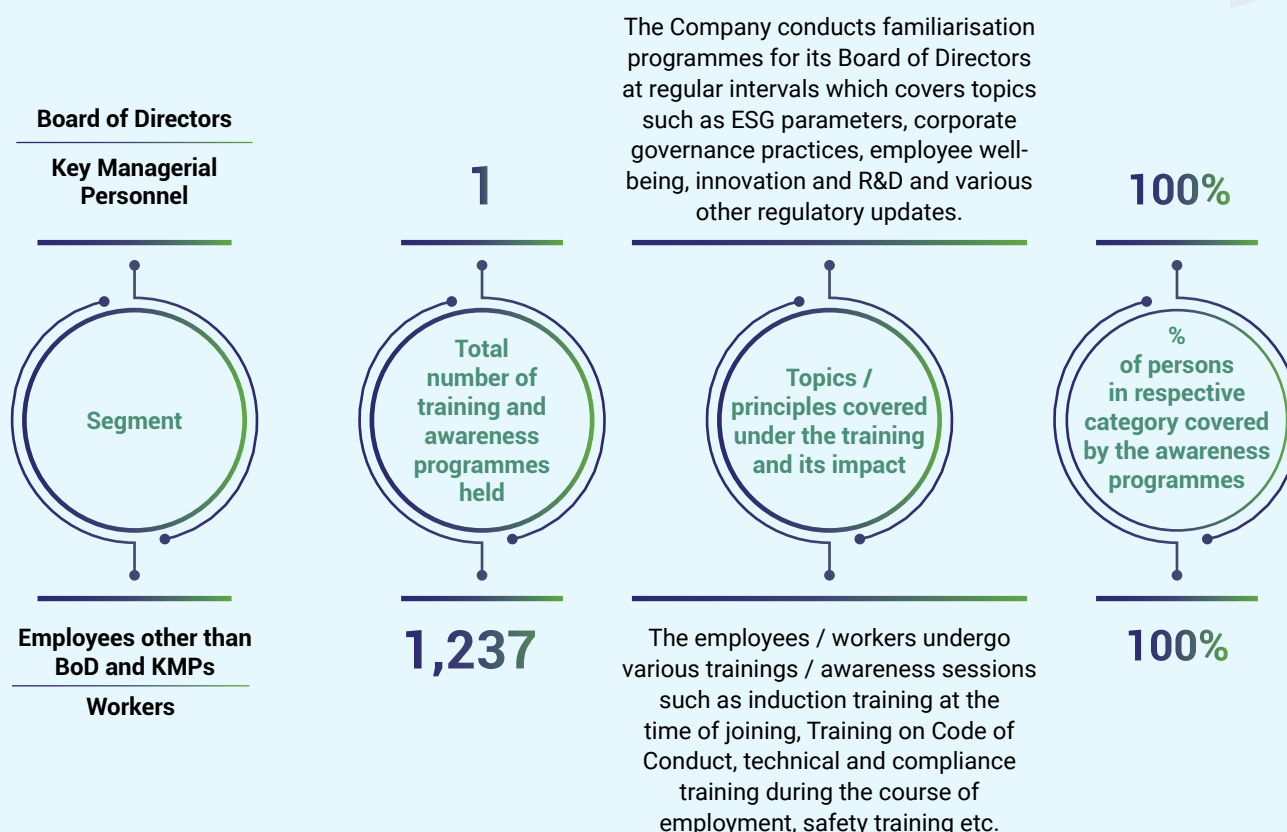 Board of Directors
Key Managerial
Personnel
1
The Company conducts familiarisation
programmes for its Board of Directors
at regular intervals which covers topics
such as ESG parameters, corporate
governance practices, employee well-
being, innovation and R&D and various
other regulatory updates.
100%
Segment
Total
number of
training and
awareness
programmes
held
Topics /
principles covered
under the training
and its impact
%
of persons
in respective
category covered
by the awareness
programmes
Employees other than
BoD and KMPs
Workers
1,237
The employees / workers undergo
various trainings / awareness sessions
such as induction training at the
time of joining, Training on Code of
Conduct, technical and compliance
training during the course of
employment, safety training etc.
100%